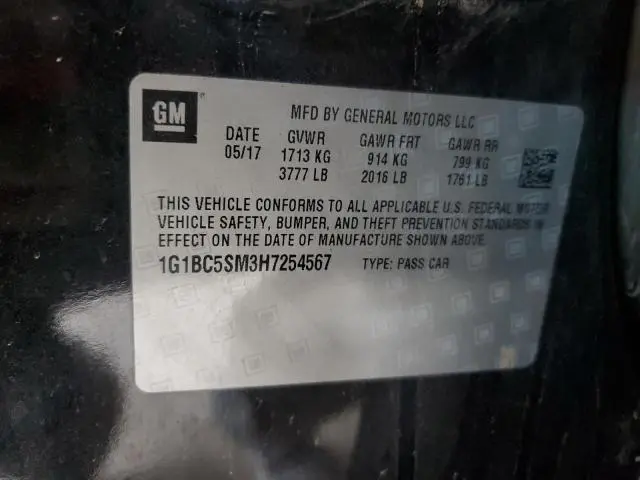 GM
MFD BY GENERAL MOTORS LLC
DATE GVWR GAWR FRT GAWR RR
05/17 1713 KG 914 KG 799 KG
3777 LB 2016 LB 1761 LB
THIS VEHICLE CONFORMS TO ALL APPLICABLE U.S. FEDERAL MOTOR
VEHICLE SAFETY, BUMPER, AND THEFT PREVENTION STANDARDS IN
EFFECT ON THE DATE OF MANUFACTURE SHOWN ABOVE.
1G1BC5SM3H7254567 TYPE: PASS CAR